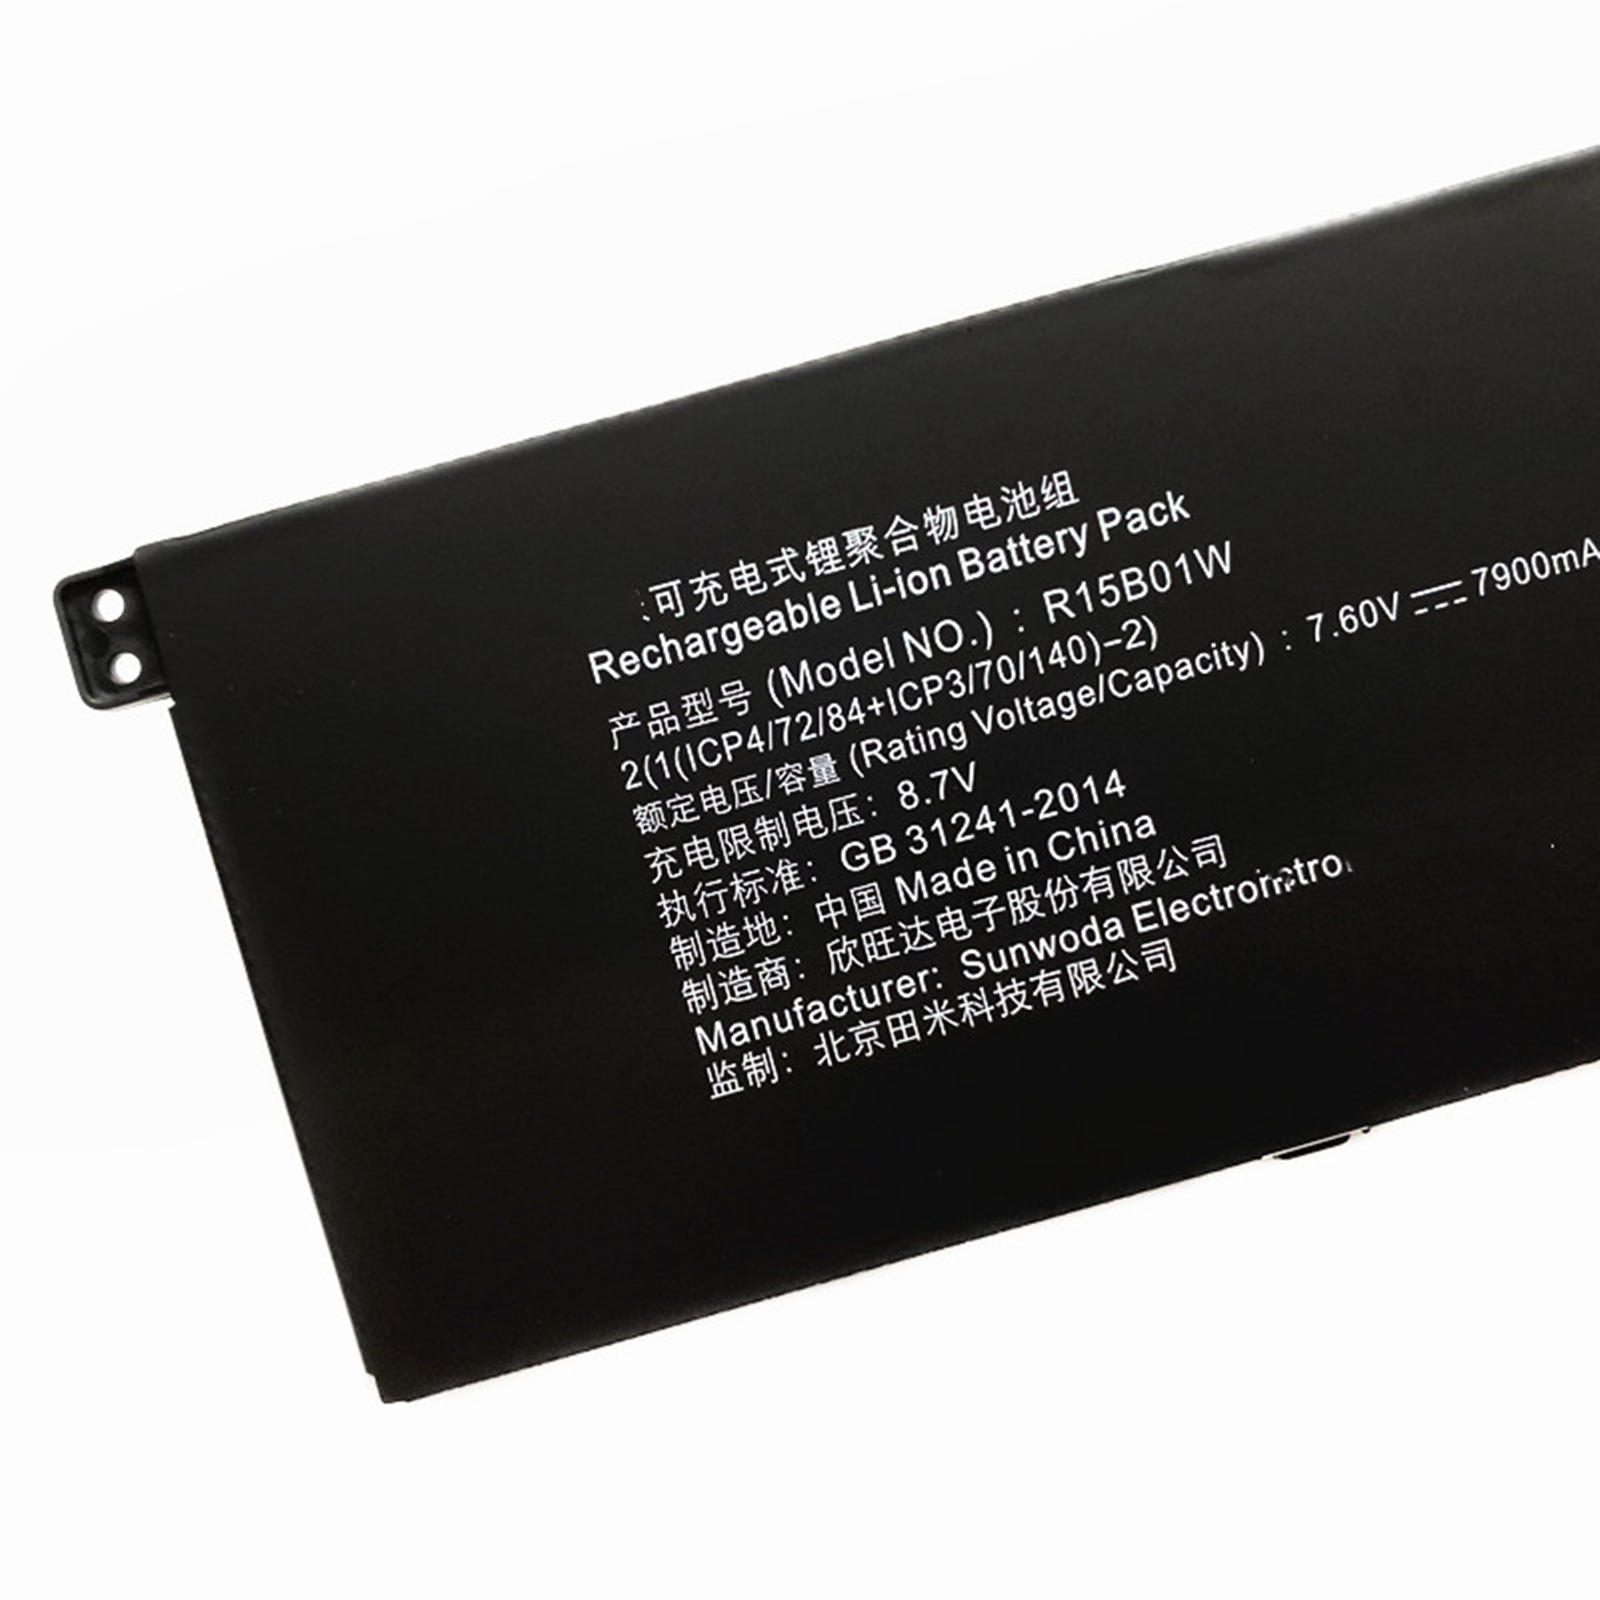 可充电式锂聚合物电池组
Rechargeable Li-ion Battery Pack
产品型号 (Model NO.) : R15B01W
2(1(ICP4/72/84+ICP3/70/140)-2)
额定电压/容量 (Rating Voltage/Capacity) : 7.60V ⎓ 7900mA
充电限制电压: 8.7V
执行标准: GB 31241-2014
制造地: 中国 Made in China
制造商: 欣旺达电子股份有限公司
Manufacturer: Sunwoda
监制: 北京田米科技有限公司